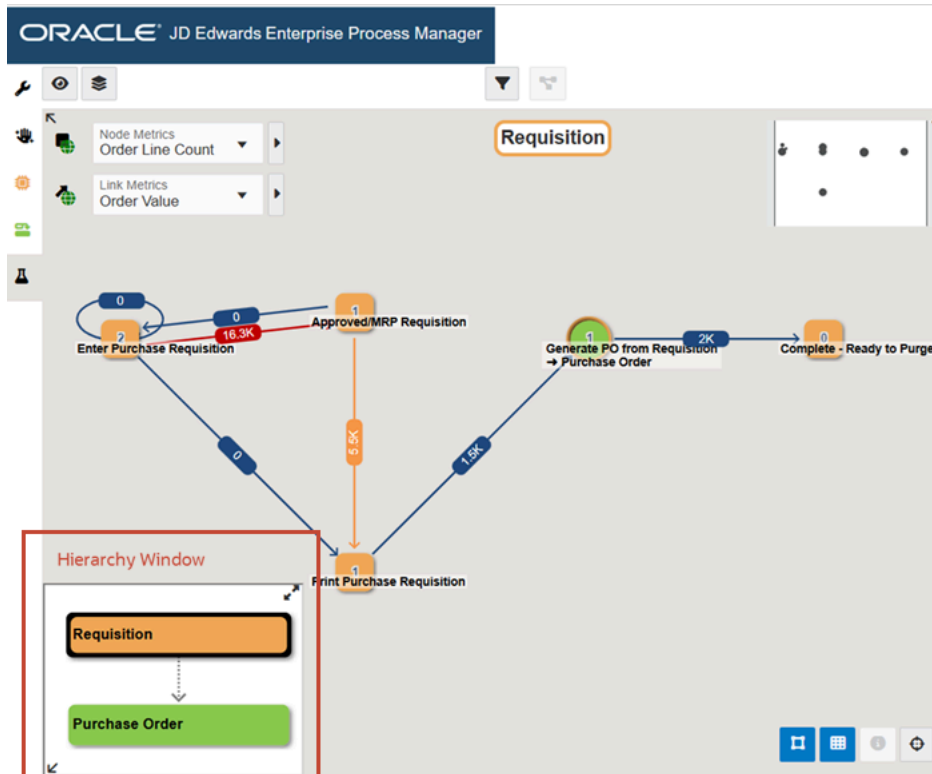 ORACLE® JD Edwards Enterprise Process Manager
Node Metrics
Order Line Count
Requisition
Link Metrics
Order Value
0
0
16.3K
1
Approved/MRP Requisition
2
Enter Purchase Requisition
1
Generate PO from Requisition
→ Purchase Order
2K
0
Complete - Ready to Purge
0
5.5K
1.5K
1
Print Purchase Requisition
Hierarchy Window
Requisition
Purchase Order